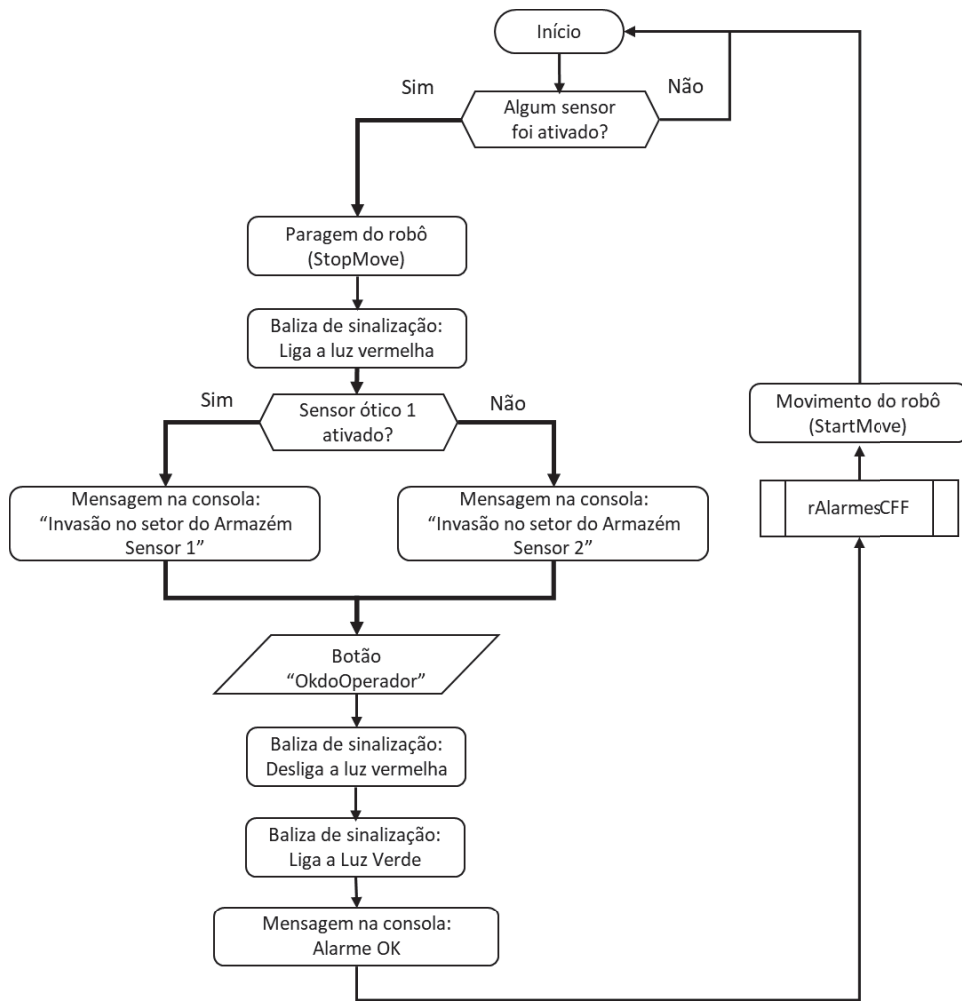 Início
Sim
Não
Algum sensor
foi ativado?
Paragem do robô
(StopMove)
Baliza de sinalização:
Liga a luz vermelha
Sim
Não
Sensor ótico 1
ativado?
Mensagem na consola:
“Invasão no setor do Armazém
Sensor 1”
Mensagem na consola:
“Invasão no setor do Armazém
Sensor 2”
Botão
“OkdoOperador”
Baliza de sinalização:
Desliga a luz vermelha
Baliza de sinalização:
Liga a Luz Verde
Mensagem na consola:
Alarme OK
rAlarmesCFF
Movimento do robô
(StartMove)